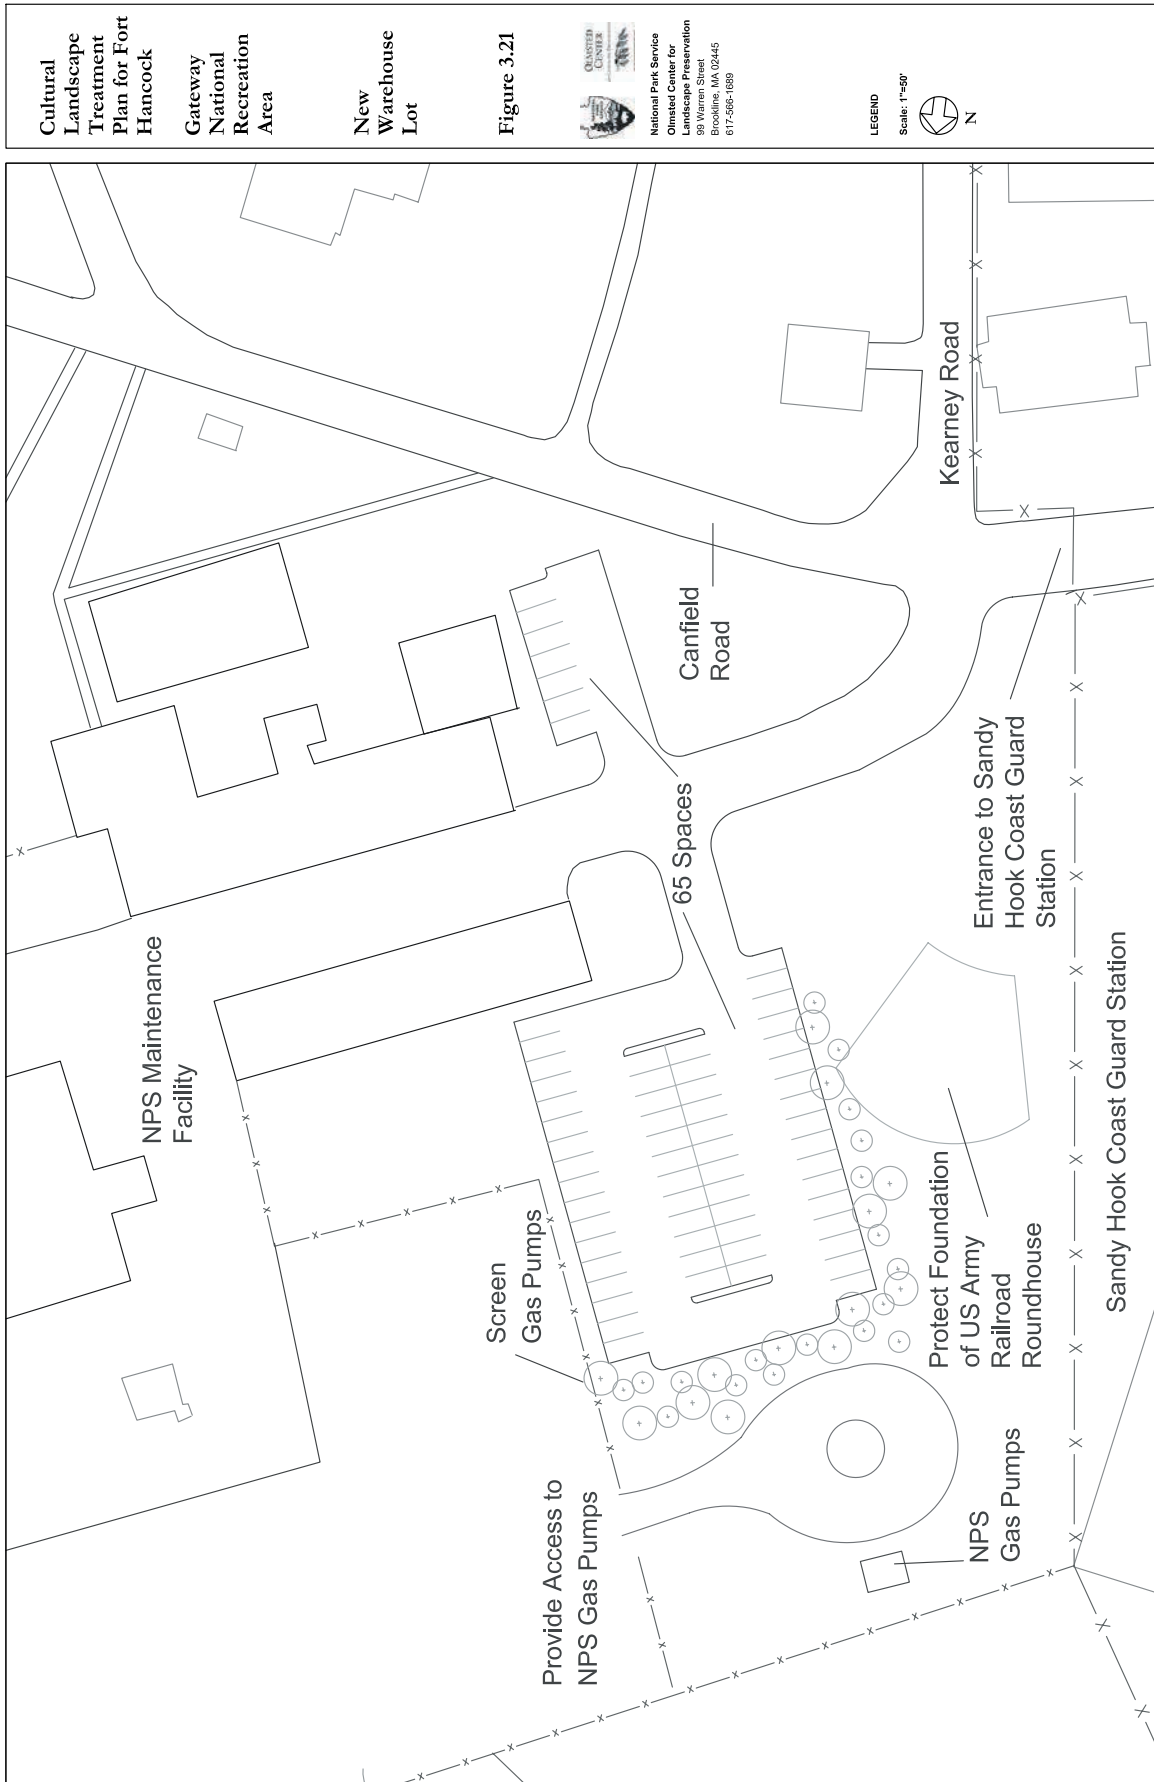 Cultural
Landscape
Treatment
Plan for Fort
Hancock
Gateway
National
Recreation
Area
New
Warehouse
Lot
Figure 3.21
OLMSTED
CENTER
National Park Service
Olmsted Center for
Landscape Preservation
99 Warren Street
Brookline, MA 02445
617-566-1689
LEGEND
Scale: 1"=50'
N
NPS Maintenance
Facility
Screen
Gas Pumps
Provide Access to
NPS Gas Pumps
65 Spaces
Canfield
Road
Kearney Road
Entrance to Sandy
Hook Coast Guard
Station
Protect Foundation
of US Army
Railroad
Roundhouse
NPS
Gas Pumps
Sandy Hook Coast Guard Station